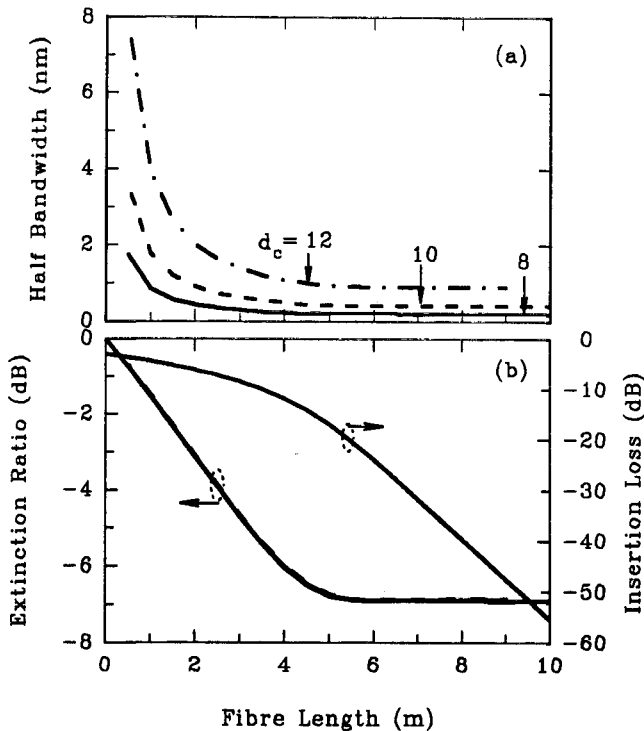 8
6
4
2
0
Half Bandwidth (nm)
(a)
d_c = 12
10
8
0
-2
-4
-6
-8
Extinction Ratio (dB)
(b)
0
-10
-20
-30
-40
-50
-60
Insertion Loss (dB)
0 2 4 6 8 10
Fibre Length (m)